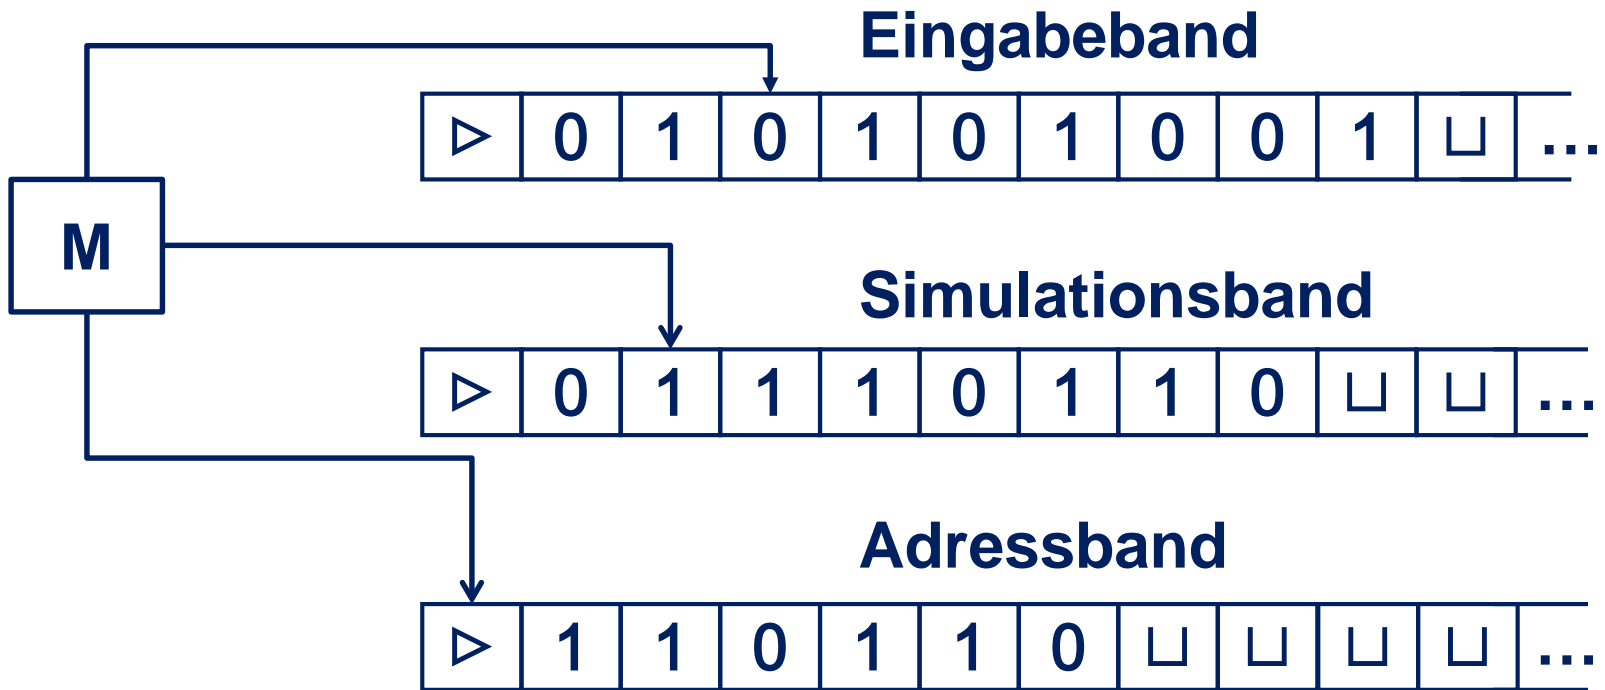 Eingabeband
▷ 0 1 0 1 0 1 0 0 1 ⊔ ...
M
Simulationsband
▷ 0 1 1 1 0 1 1 0 ⊔ ⊔ ...
Adressband
▷ 1 1 0 1 1 0 ⊔ ⊔ ⊔ ⊔ ...